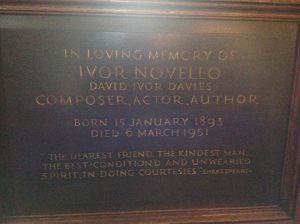 IN LOVING MEMORY OF
IVOR NOVELLO
DAVID IVOR DAVIES
COMPOSER, ACTOR, AUTHOR
BORN 15 JANUARY 1893
DIED 6 MARCH 1951
"THE DEAREST FRIEND, THE KINDEST MAN,
THE BEST-CONDITION'D AND UNWEARIED
SPIRIT, IN DOING COURTESIES" - SHAKESPEARE -